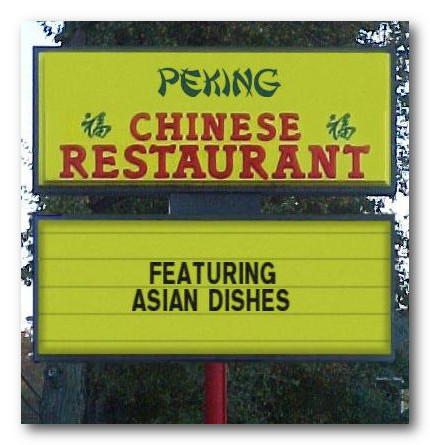 PEKING
福 CHINESE 福
RESTAURANT
FEATURING
ASIAN DISHES